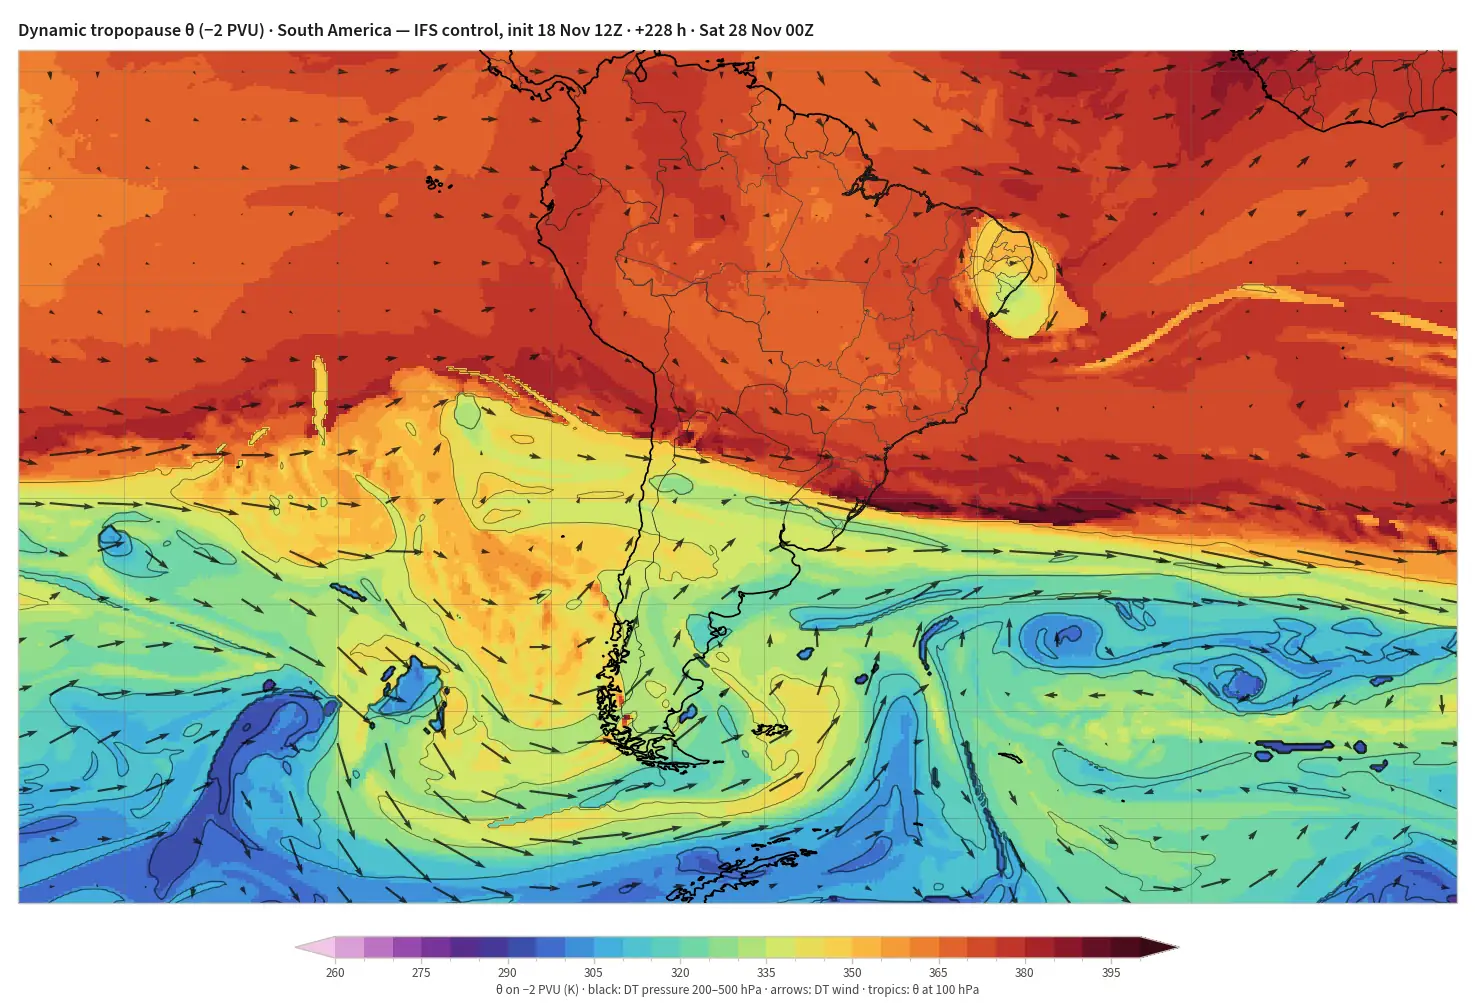 Dynamic tropopause θ (−2 PVU) · South America — IFS control, init 18 Nov 12Z · +228 h · Sat 28 Nov 00Z
260 275 290 305 320 335 350 365 380 395
θ on −2 PVU (K) · black: DT pressure 200–500 hPa · arrows: DT wind · tropics: θ at 100 hPa